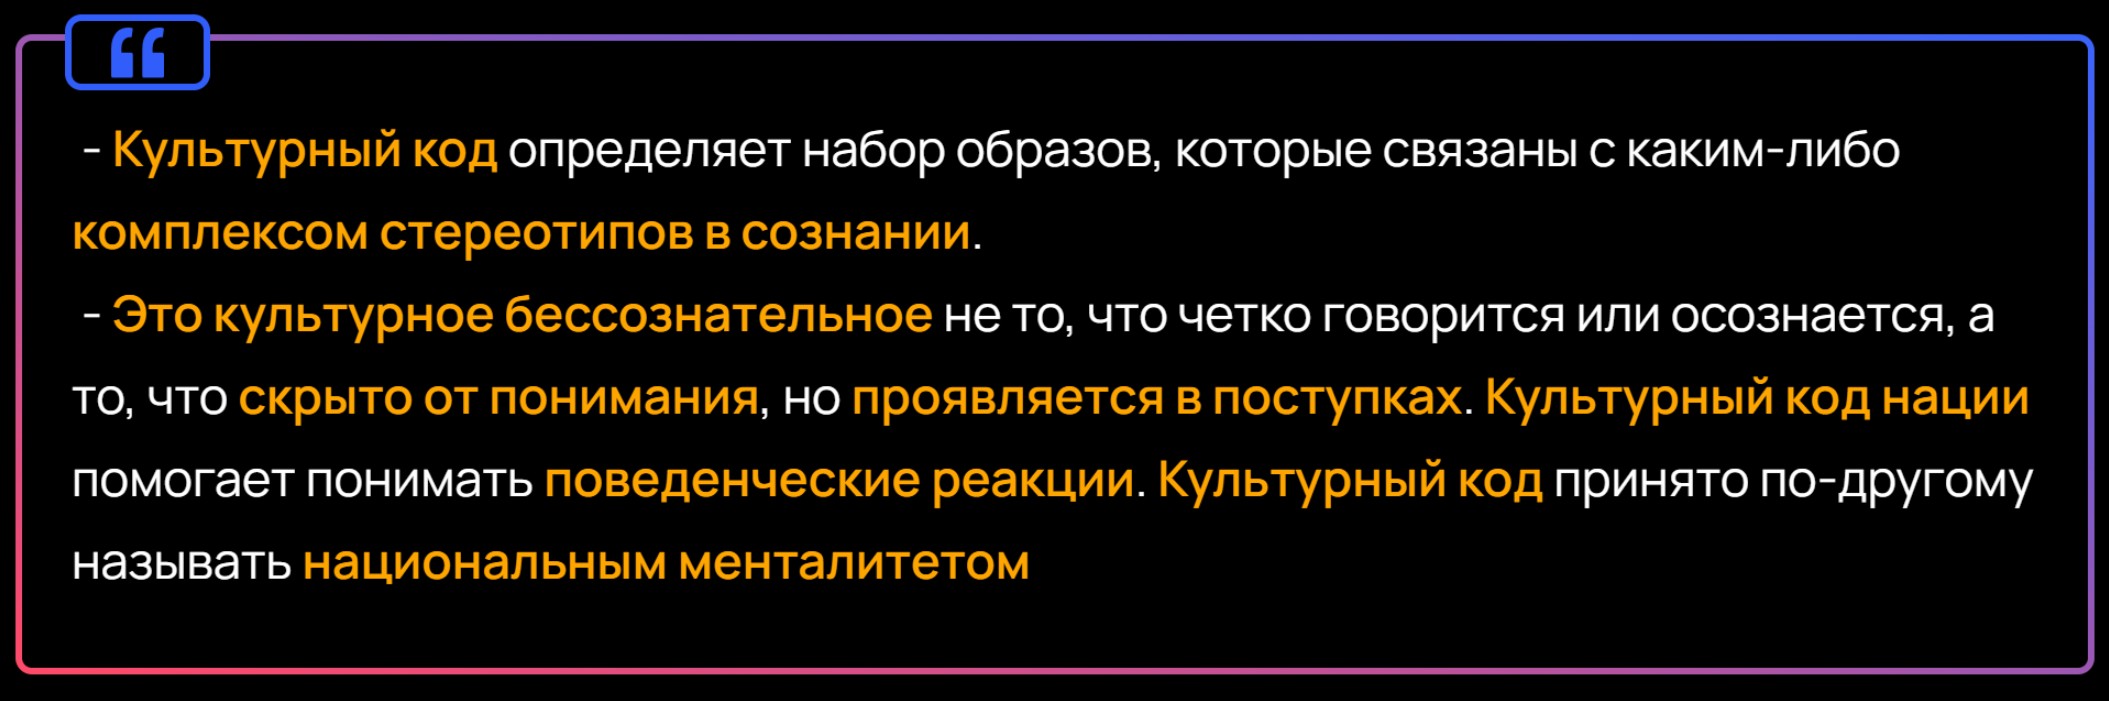 “
- Культурный код определяет набор образов, которые связаны с каким-либо
комплексом стереотипов в сознании.
- Это культурное бессознательное не то, что четко говорится или осознается, а
то, что скрыто от понимания, но проявляется в поступках. Культурный код нации
помогает понимать поведенческие реакции. Культурный код принято по-другому
называть национальным менталитетом